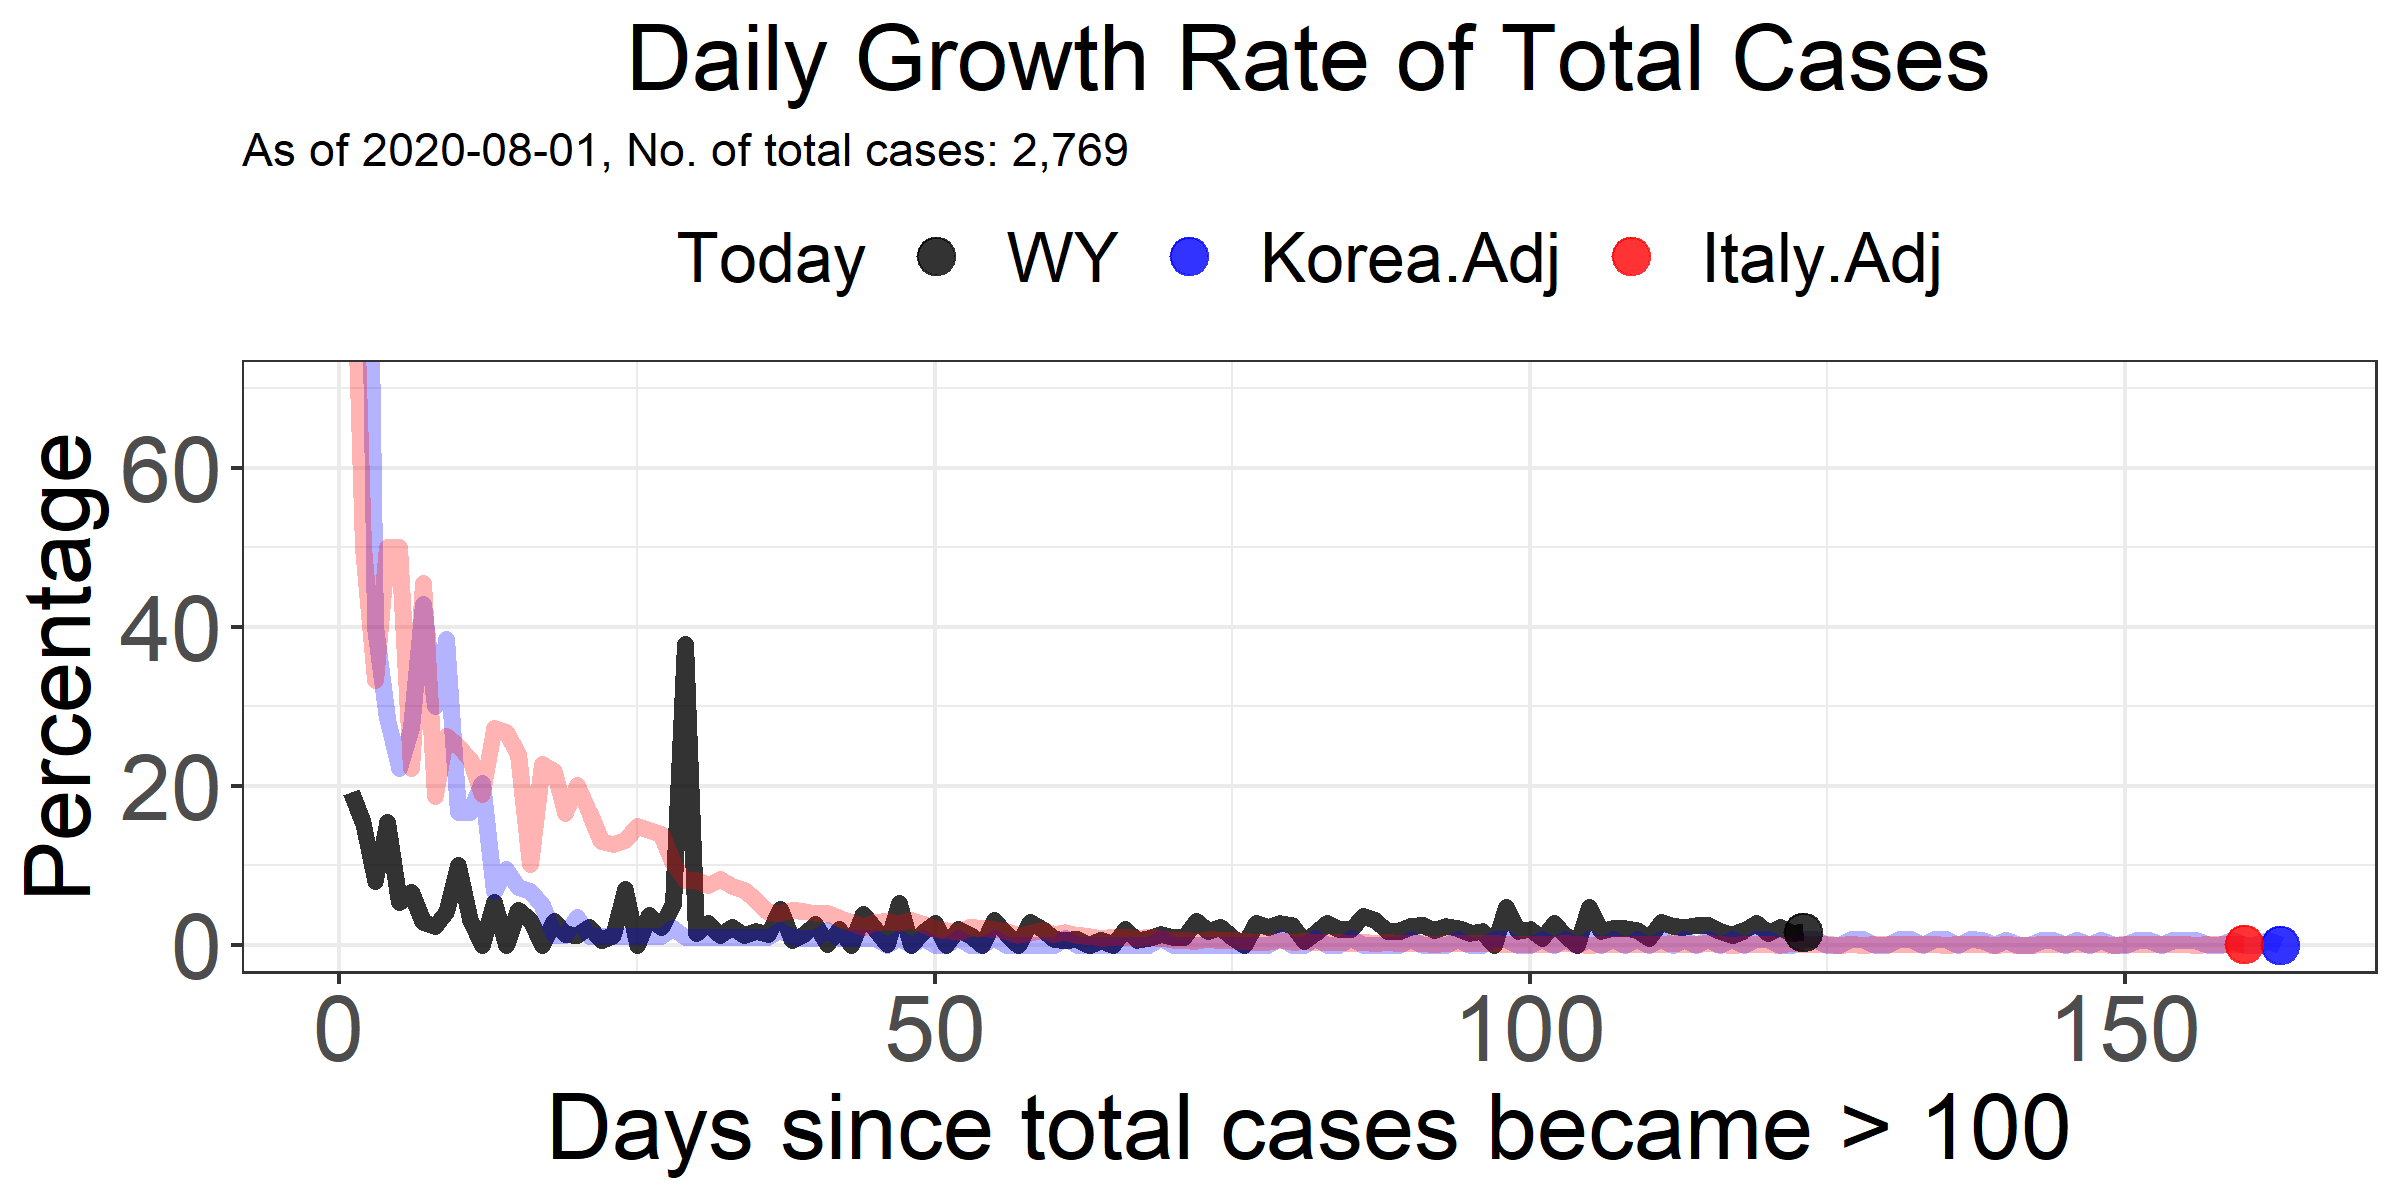 Daily Growth Rate of Total Cases
As of 2020-08-01, No. of total cases: 2,769
Today WY Korea.Adj Italy.Adj
Percentage
60
40
20
0
0 50 100 150
Days since total cases became > 100